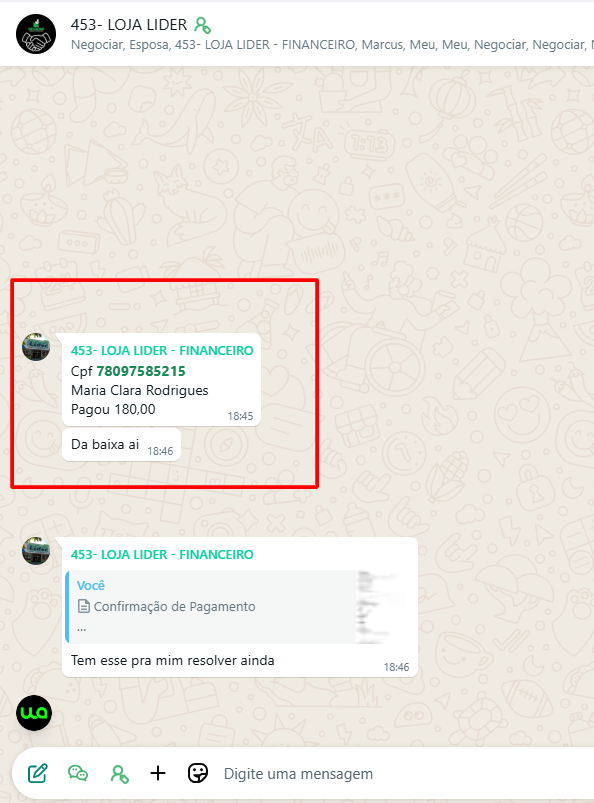 453- LOJA LIDER
Negociar, Esposa, 453- LOJA LIDER - FINANCEIRO, Marcus, Meu, Meu, Negociar, Negociar,
453- LOJA LIDER - FINANCEIRO
Cpf 78097585215
Maria Clara Rodrigues
Pagou 180,00
18:45
Da baixa ai
18:46
453- LOJA LIDER - FINANCEIRO
Você
Confirmação de Pagamento
...
Tem esse pra mim resolver ainda
18:46
Digite uma mensagem